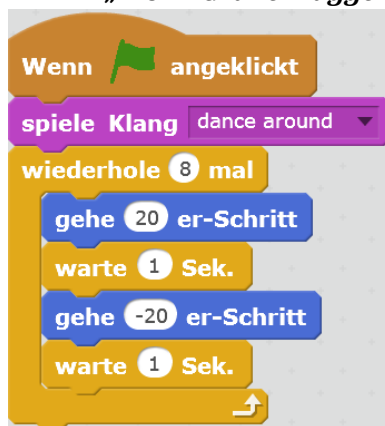 Wenn angeklickt
spiele Klang dance around
wiederhole 8 mal
gehe 20 er-Schritt
warte 1 Sek.
gehe -20 er-Schritt
warte 1 Sek.